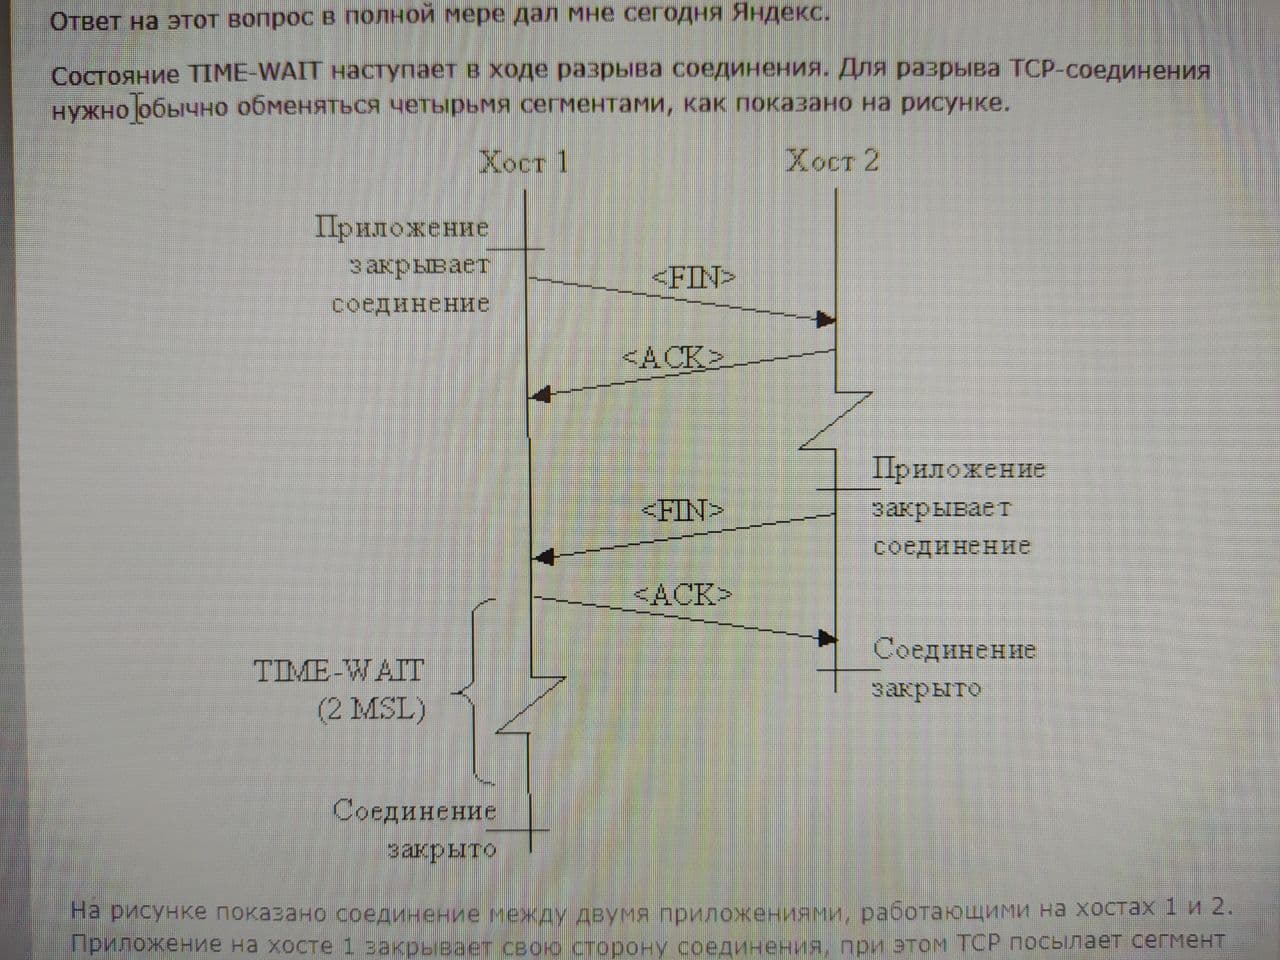 Ответ на этот вопрос в полной мере дал мне сегодня Яндекс.
Состояние TIME-WAIT наступает в ходе разрыва соединения. Для разрыва TCP-соединения
нужно обычно обменяться четырьмя сегментами, как показано на рисунке.
Хост 1
Хост 2
Приложение
закрывает
соединение
<FIN>
<ACK>
Приложение
закрывает
соединение
<FIN>
<ACK>
Соединение
закрыто
TIME-WAIT
(2 MSL)
Соединение
закрыто
На рисунке показано соединение между двумя приложениями, работающими на хостах 1 и 2.
Приложение на хосте 1 закрывает свою сторону соединения, при этом TCP посылает сегмент